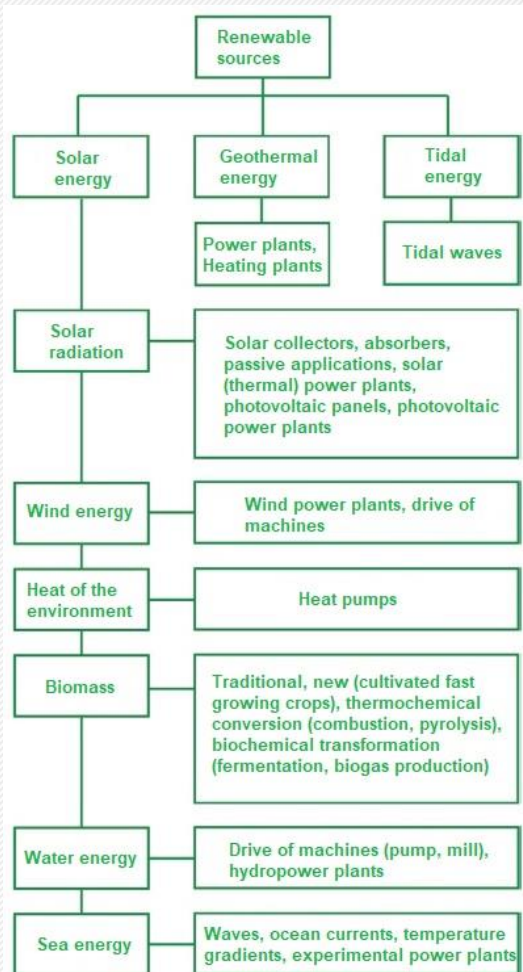 Renewable
sources
Solar
energy
Geothermal
energy
Tidal
energy
Power plants,
Heating plants
Tidal waves
Solar
radiation
Solar collectors, absorbers,
passive applications, solar
(thermal) power plants,
photovoltaic panels, photovoltaic
power plants
Wind energy
Wind power plants, drive of
machines
Heat of the
environment
Heat pumps
Biomass
Traditional, new (cultivated fast
growing crops), thermochemical
conversion (combustion, pyrolysis),
biochemical transformation
(fermentation, biogas production)
Water energy
Drive of machines (pump, mill),
hydropower plants
Sea energy
Waves, ocean currents, temperature
gradients, experimental power plants